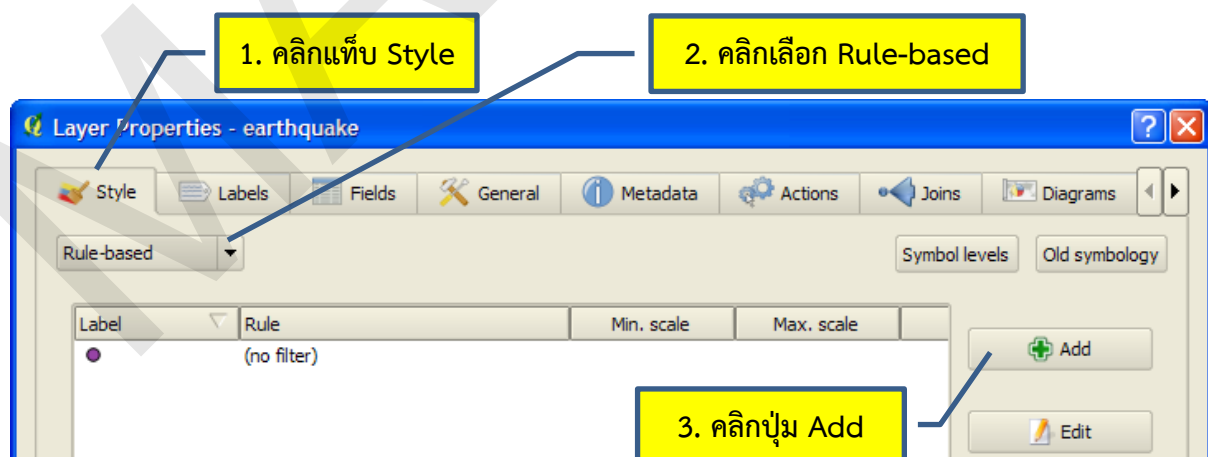 1. คลิกแท็บ Style
2. คลิกเลือก Rule-based
Layer Properties - earthquake
Style Labels Fields General Metadata Actions Joins Diagrams
Rule-based Symbol levels Old symbology
Label Rule Min. scale Max. scale
(no filter)
Add
3. คลิกปุ่ม Add
Edit